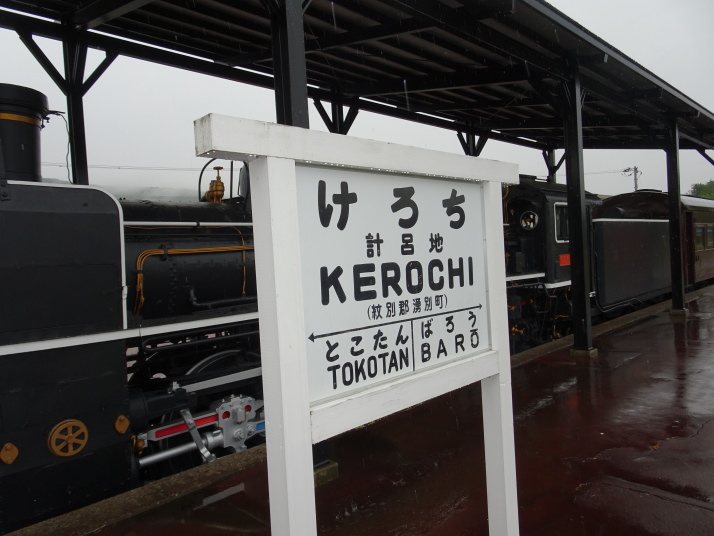 けろち
計呂地
KEROCHI
(紋別郡湧別町)
とこたん ばろう
TOKOTAN BARŌ